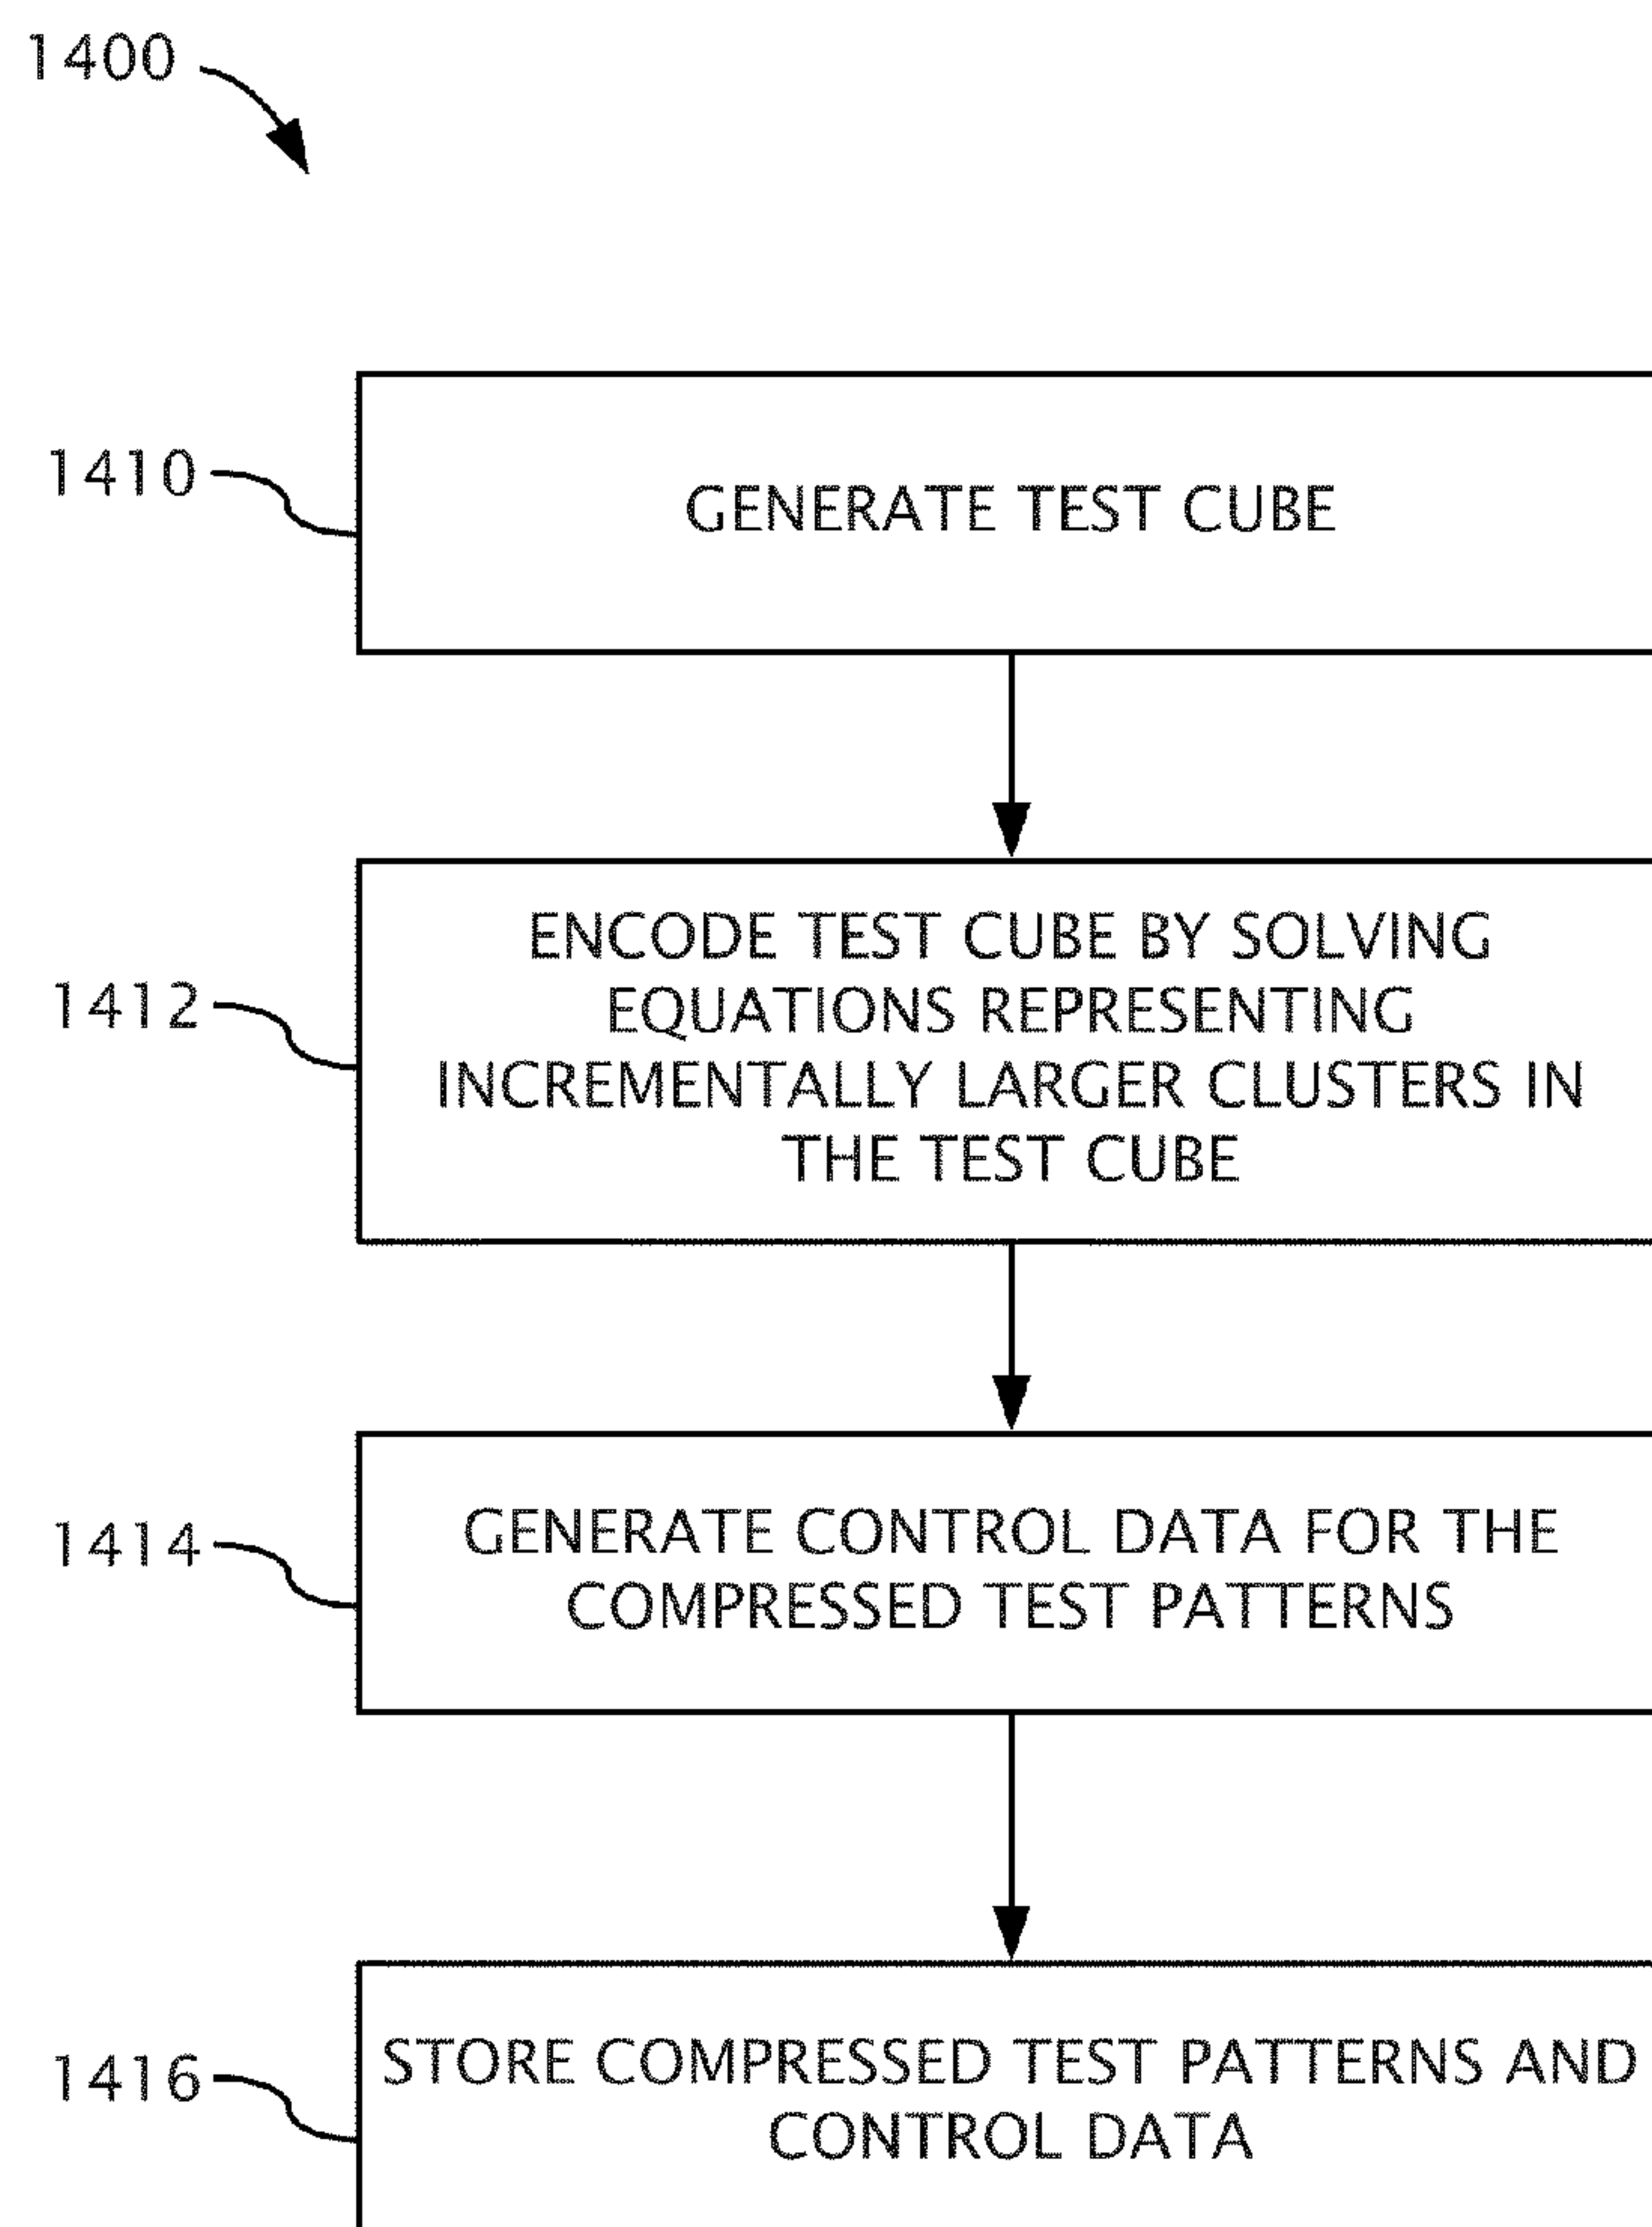 1400
1410
GENERATE TEST CUBE
1412
ENCODE TEST CUBE BY SOLVING
EQUATIONS REPRESENTING
INCREMENTALLY LARGER CLUSTERS IN
THE TEST CUBE
1414
GENERATE CONTROL DATA FOR THE
COMPRESSED TEST PATTERNS
1416
STORE COMPRESSED TEST PATTERNS AND
CONTROL DATA